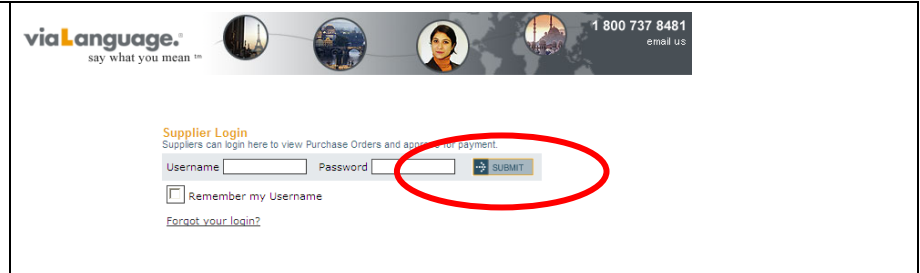 viaLanguage.®
say what you mean ™
1 800 737 8481
email us
Supplier Login
Suppliers can login here to view Purchase Orders and approve for payment.
Username Password SUBMIT
Remember my Username
Forgot your login?